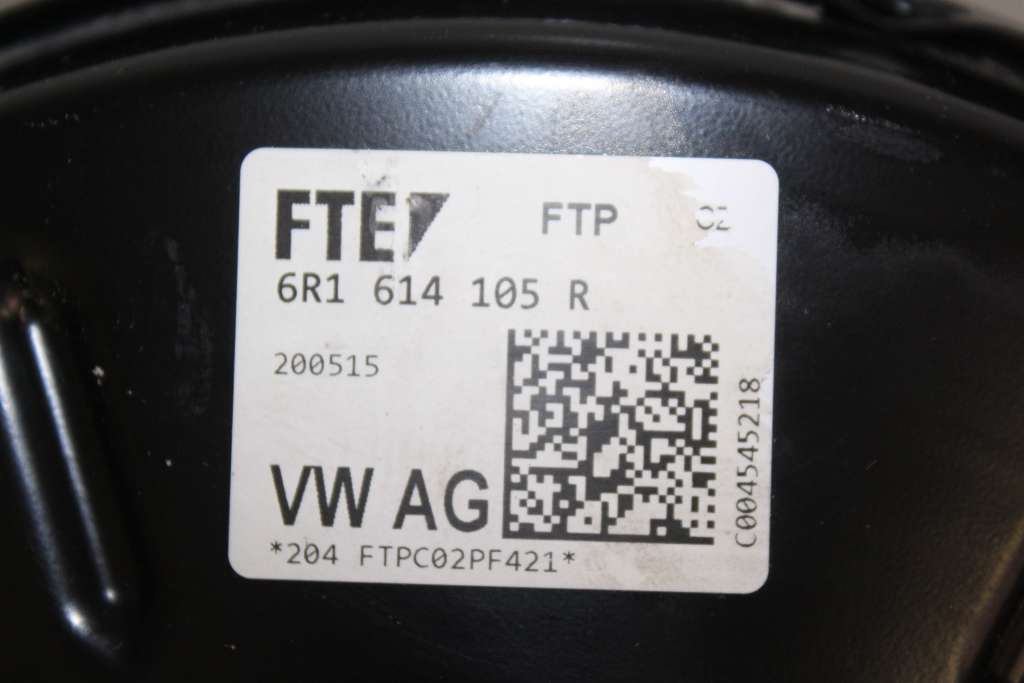 FTE
FTP CZ
6R1 614 105 R
200515
C004545218
VW AG
*204 FTPC02PF421*